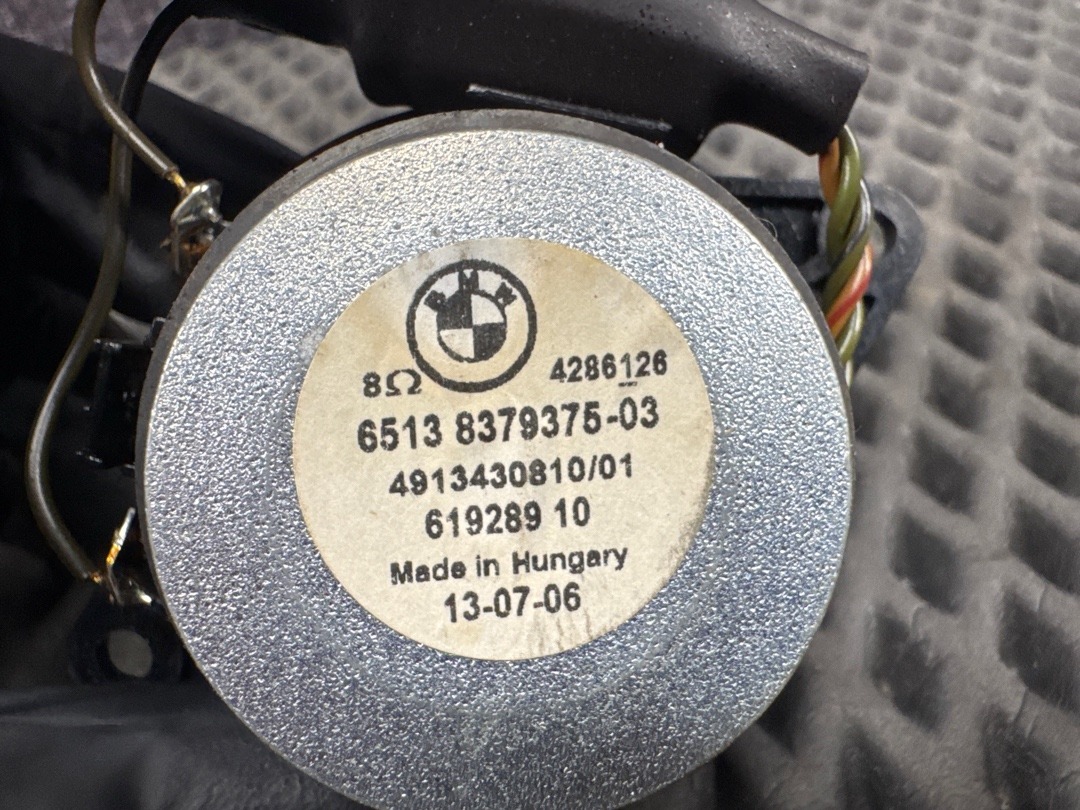 BMW
8Ω 4286126
6513 8379375-03
4913430810/01
619289 10
Made in Hungary
13-07-06